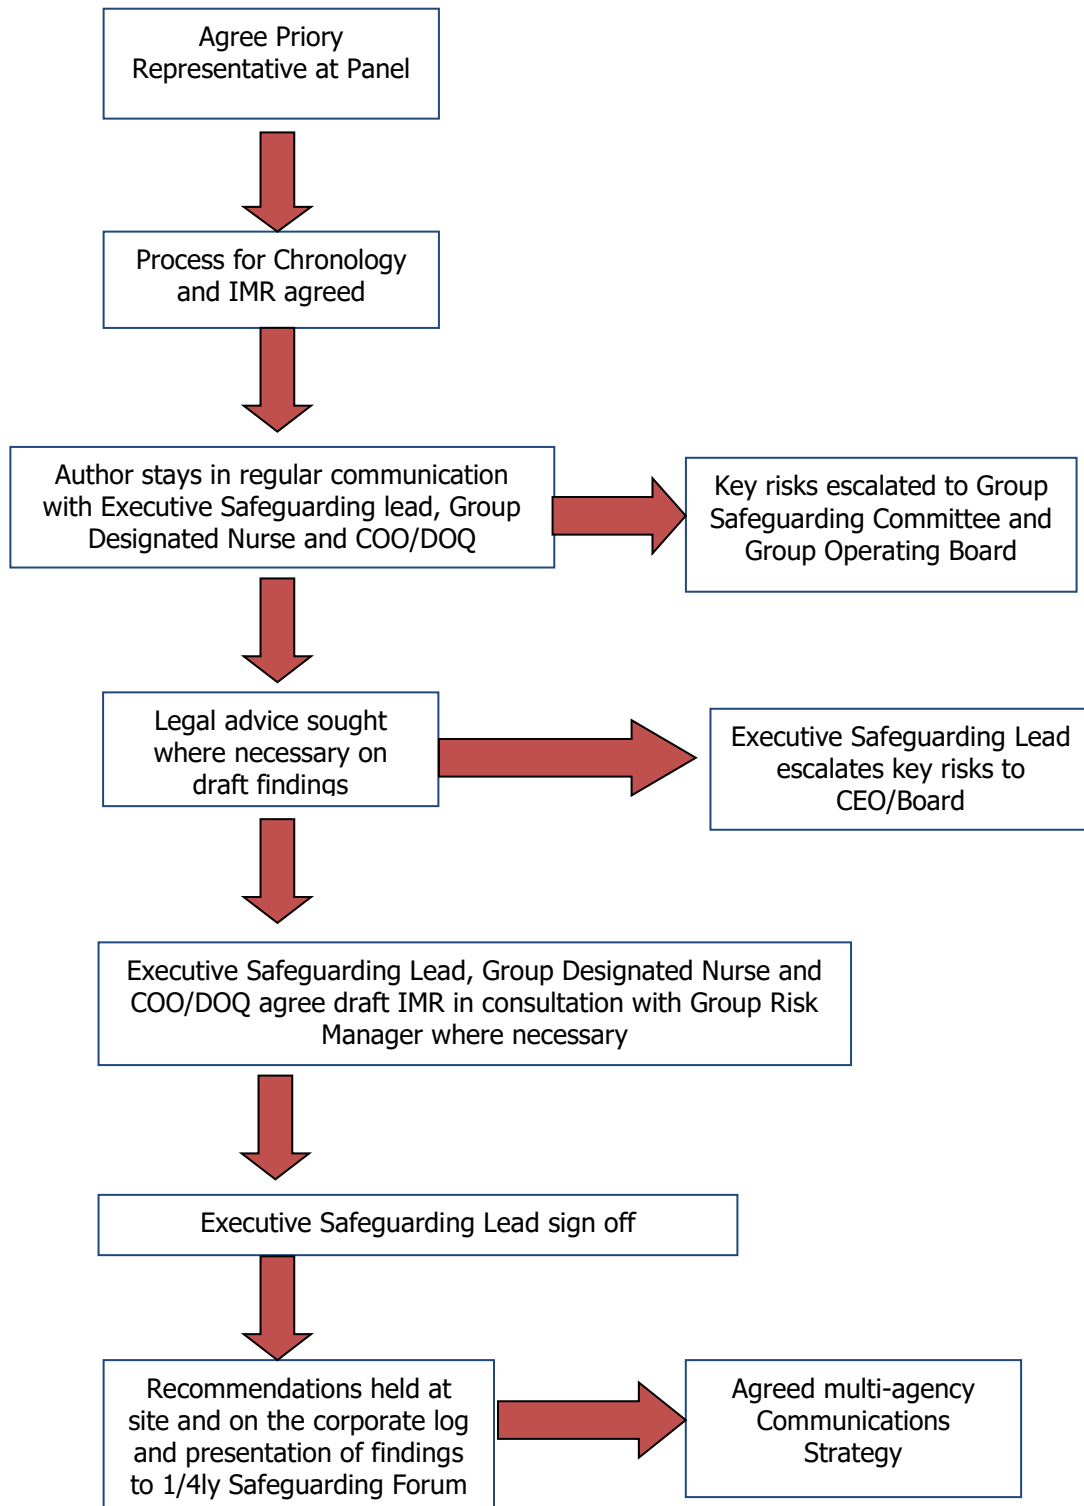 Agree Priory
Representative at Panel
Process for Chronology
and IMR agreed
Author stays in regular communication
with Executive Safeguarding lead, Group
Designated Nurse and COO/DOQ
Key risks escalated to Group
Safeguarding Committee and
Group Operating Board
Legal advice sought
where necessary on
draft findings
Executive Safeguarding Lead
escalates key risks to
CEO/Board
Executive Safeguarding Lead, Group Designated Nurse and
COO/DOQ agree draft IMR in consultation with Group Risk
Manager where necessary
Executive Safeguarding Lead sign off
Recommendations held at
site and on the corporate log
and presentation of findings
to 1/4ly Safeguarding Forum
Agreed multi-agency
Communications
Strategy